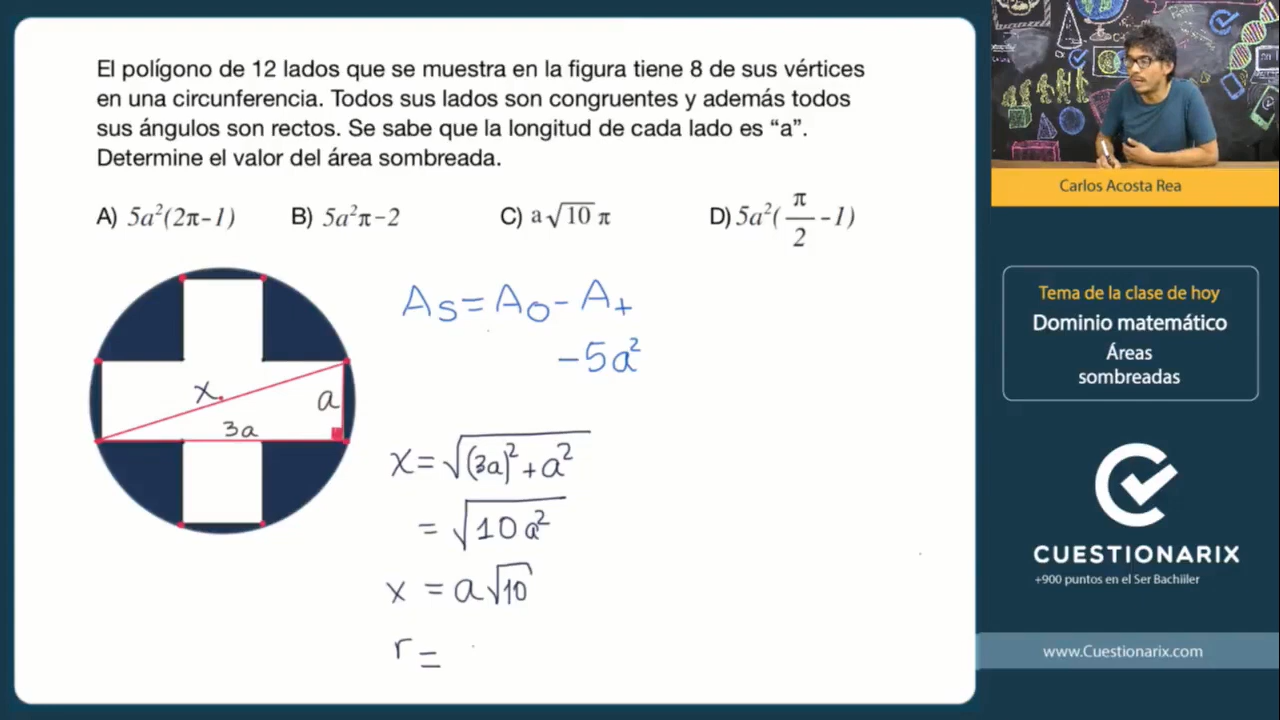 El polígono de 12 lados que se muestra en la figura tiene 8 de sus vértices
en una circunferencia. Todos sus lados son congruentes y además todos
sus ángulos son rectos. Se sabe que la longitud de cada lado es “a”.
Determine el valor del área sombreada.
A) 5a²(2π-1) B) 5a²π-2 C) a√10 π D) 5a²(π/2 -1)
A_S = A_O - A_+
-5a²
x
a
3a
x = √((3a)² + a²)
= √(10a²)
x = a√10
r =
Carlos Acosta Rea
Tema de la clase de hoy
Dominio matemático
Áreas
sombreadas
CUESTIONARIX
+900 puntos en el Ser Bachiiler
www.Cuestionarix.com